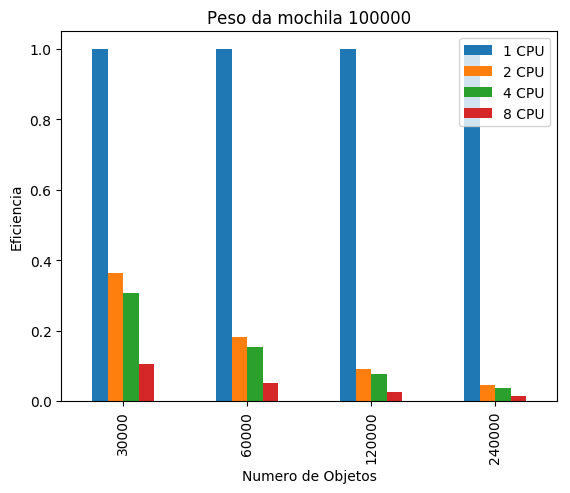 Peso da mochila 100000
1 CPU
2 CPU
4 CPU
8 CPU
Eficiencia
1.0
0.8
0.6
0.4
0.2
0.0
30000
60000
120000
240000
Numero de Objetos